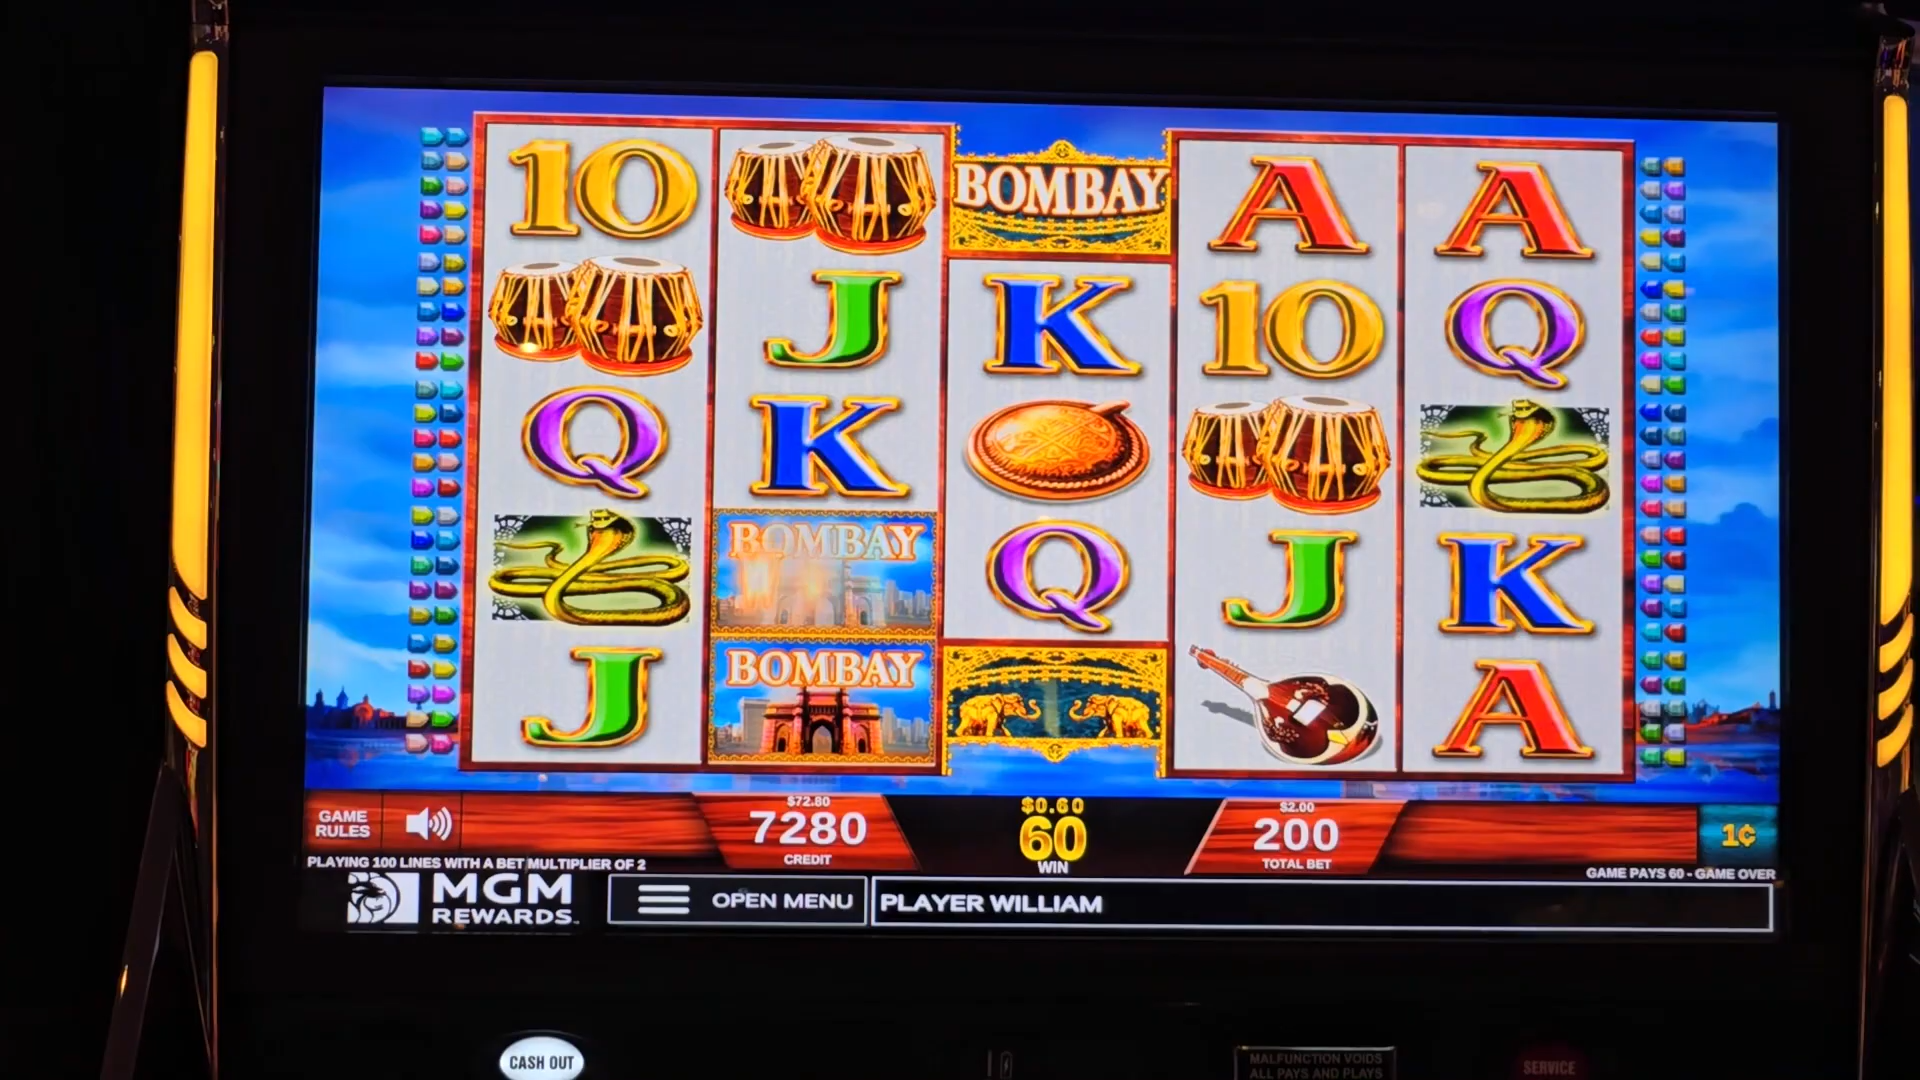 10 BOMBAY A A
J K 10 Q
Q K
BOMBAY Q J K
J BOMBAY A
GAME RULES
$72.80
7280
CREDIT
$0.60
60
WIN
$2.00
200
TOTAL BET
1¢
PLAYING 100 LINES WITH A BET MULTIPLIER OF 2
GAME PAYS 60 - GAME OVER
MGM
REWARDS
OPEN MENU
PLAYER WILLIAM
CASH OUT
MALFUNCTION VOIDS
ALL PAYS AND PLAYS
SERVICE